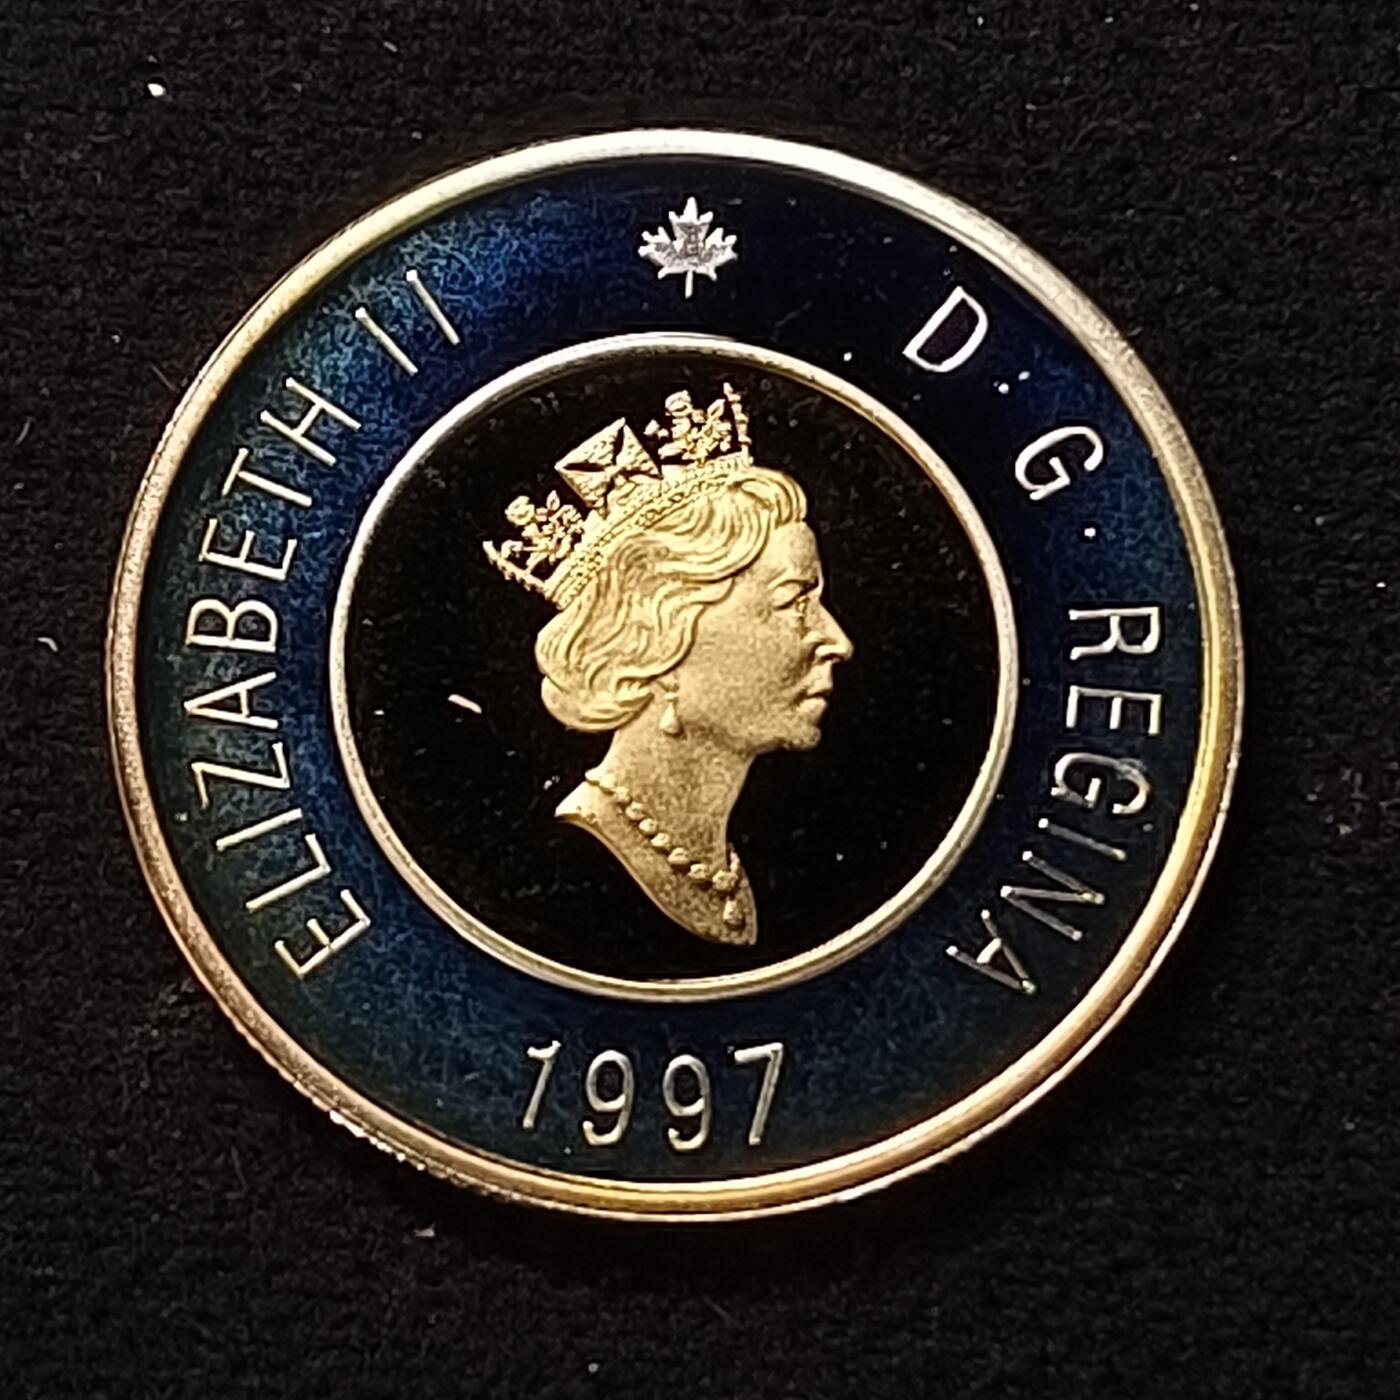 ELIZABETH II
D · G · REGINA
1997